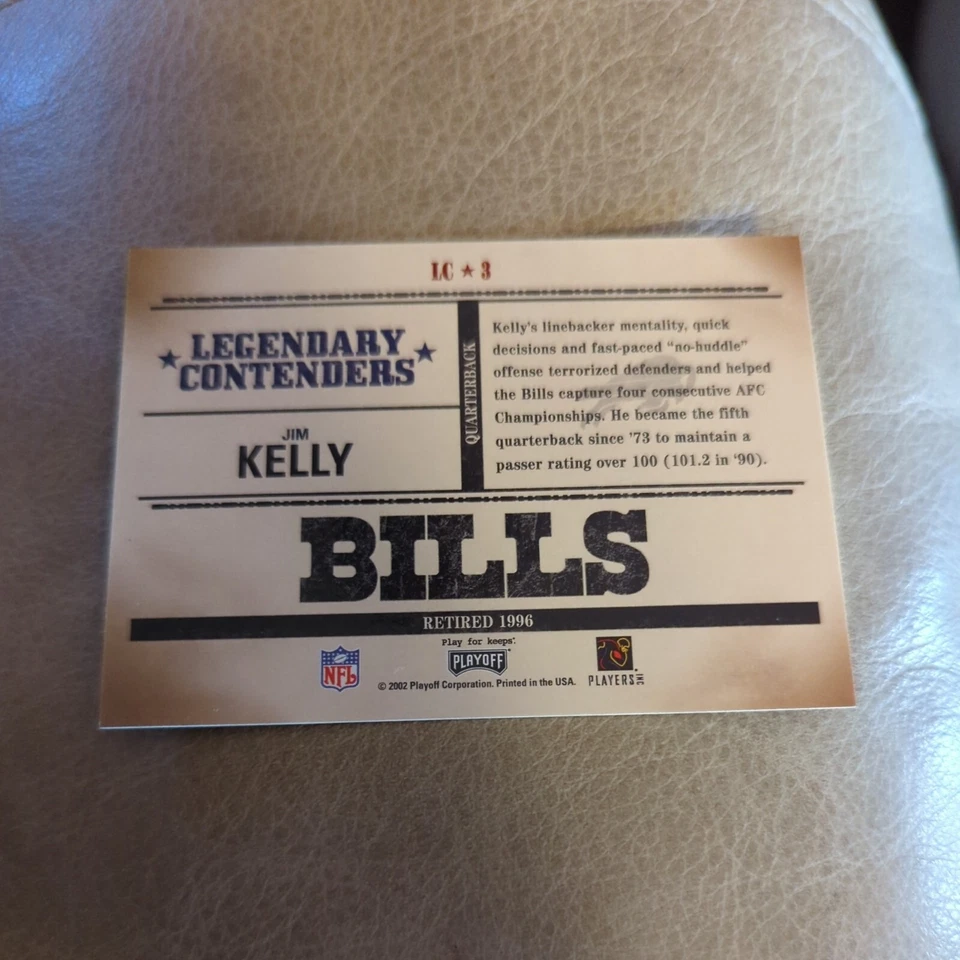 LC ★ 3
★ LEGENDARY ★
CONTENDERS
JIM
KELLY
QUARTERBACK
Kelly's linebacker mentality, quick
decisions and fast-paced "no-huddle"
offense terrorized defenders and helped
the Bills capture four consecutive AFC
Championships. He became the fifth
quarterback since '73 to maintain a
passer rating over 100 (101.2 in '90).
BILLS
RETIRED 1996
NFL
Play for keeps.
PLAYOFF
© 2002 Playoff Corporation. Printed in the USA.
PLAYERS INC